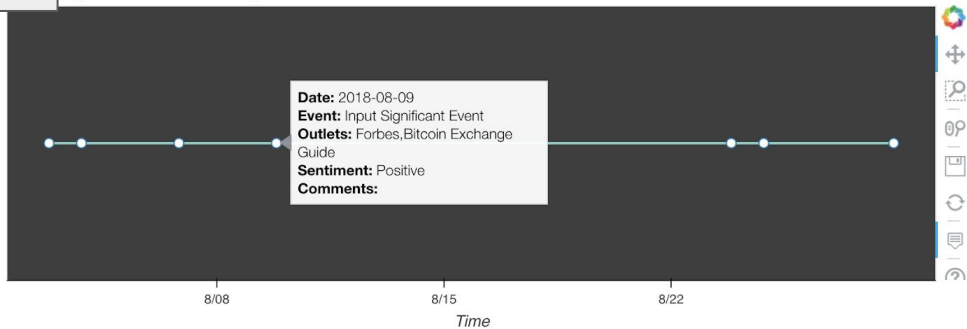 Date: 2018-08-09
Event: Input Significant Event
Outlets: Forbes,Bitcoin Exchange
Guide
Sentiment: Positive
Comments:
8/08
8/15
8/22
Time